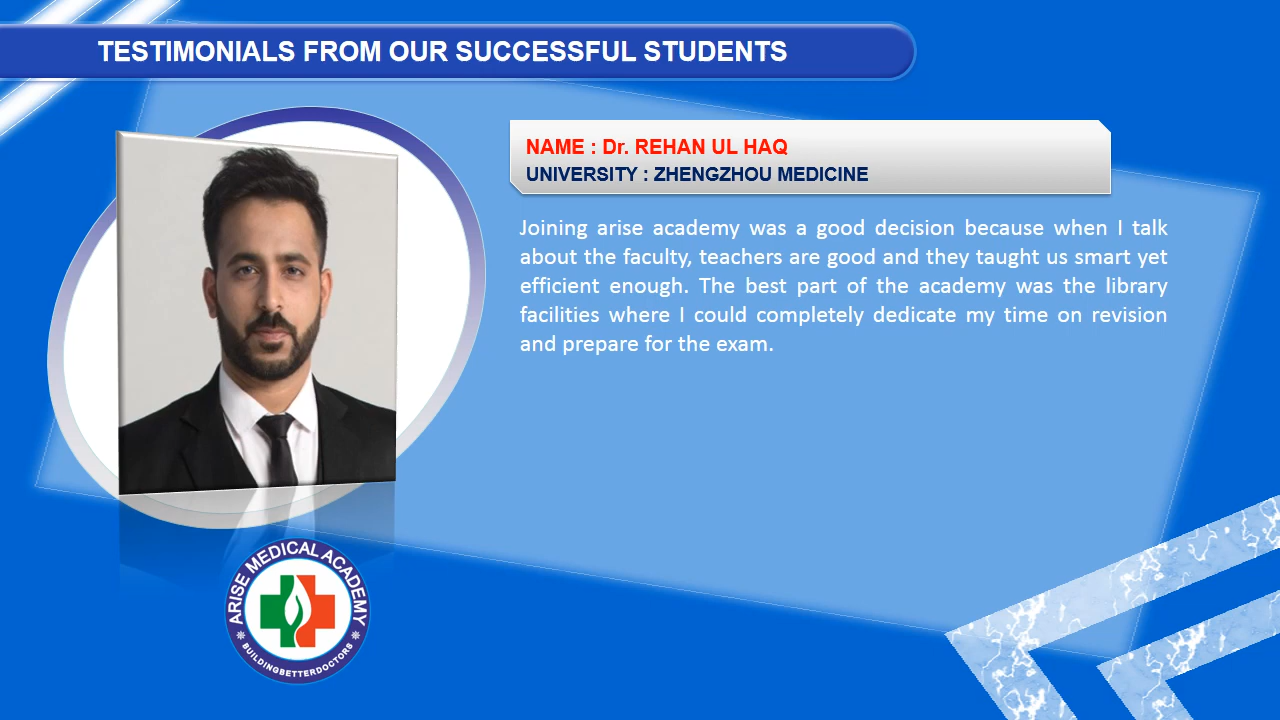 TESTIMONIALS FROM OUR SUCCESSFUL STUDENTS
NAME : Dr. REHAN UL HAQ
UNIVERSITY : ZHENGZHOU MEDICINE
Joining arise academy was a good decision because when I talk
about the faculty, teachers are good and they taught us smart yet
efficient enough. The best part of the academy was the library
facilities where I could completely dedicate my time on revision
and prepare for the exam.
ARISE MEDICAL ACADEMY
BUILDINGBETTERDOCTORS